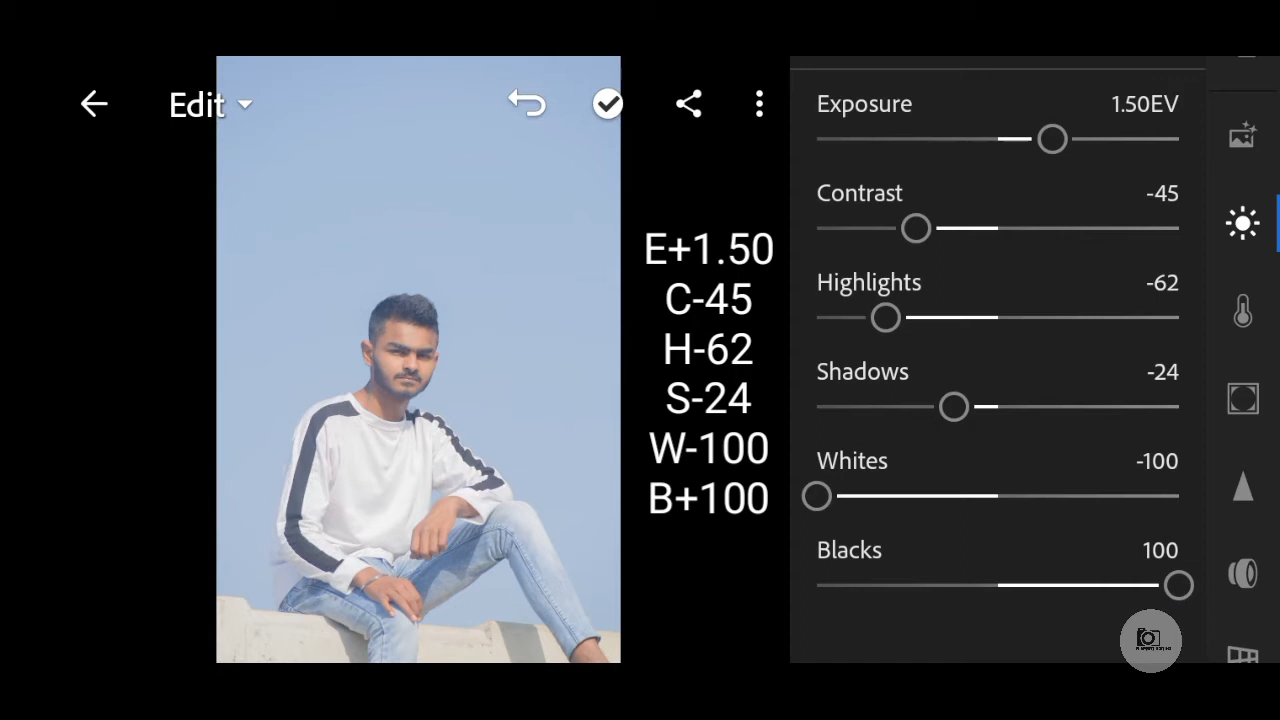 Edit
E+1.50
C-45
H-62
S-24
W-100
B+100
Exposure 1.50EV
Contrast -45
Highlights -62
Shadows -24
Whites -100
Blacks 100